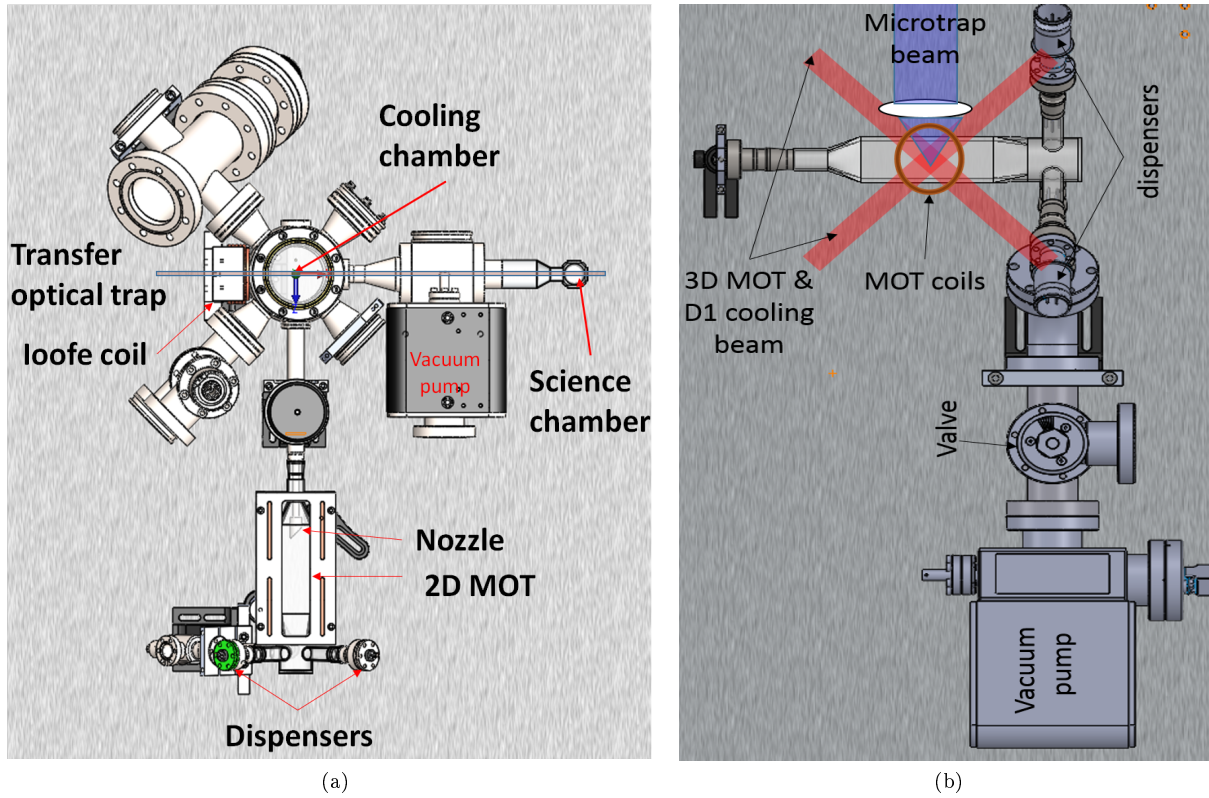 Cooling
chamber
Transfer
optical trap
Ioofe coil
Vacuum
pump
Science
chamber
Nozzle
2D MOT
Dispensers
(a)
Microtrap
beam
dispensers
3D MOT &
D1 cooling
beam
MOT coils
Valve
Vacuum
pump
(b)